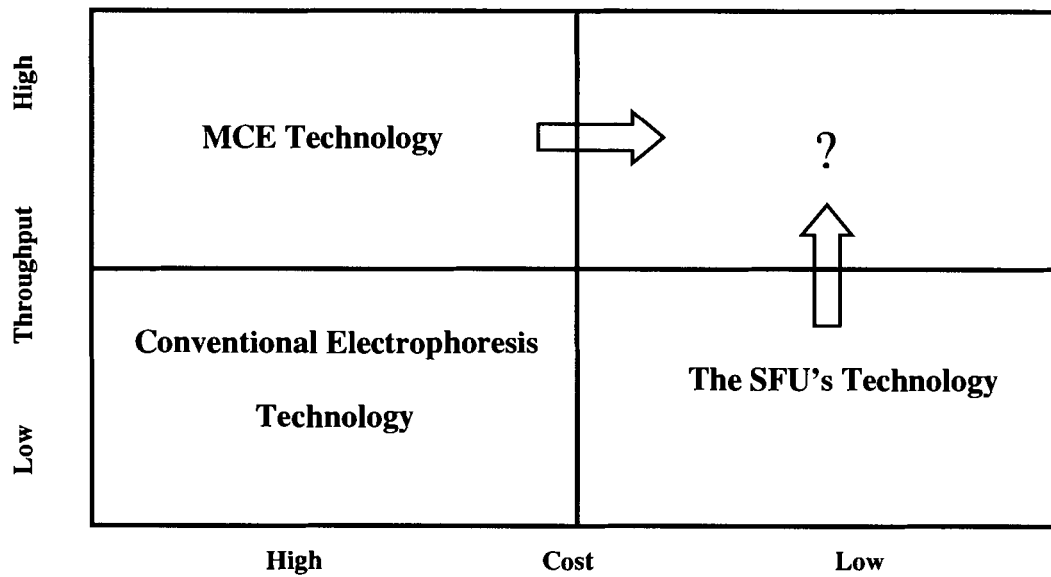 High
MCE Technology
?
Throughput
Conventional Electrophoresis
Technology
The SFU's Technology
Low
High
Cost
Low